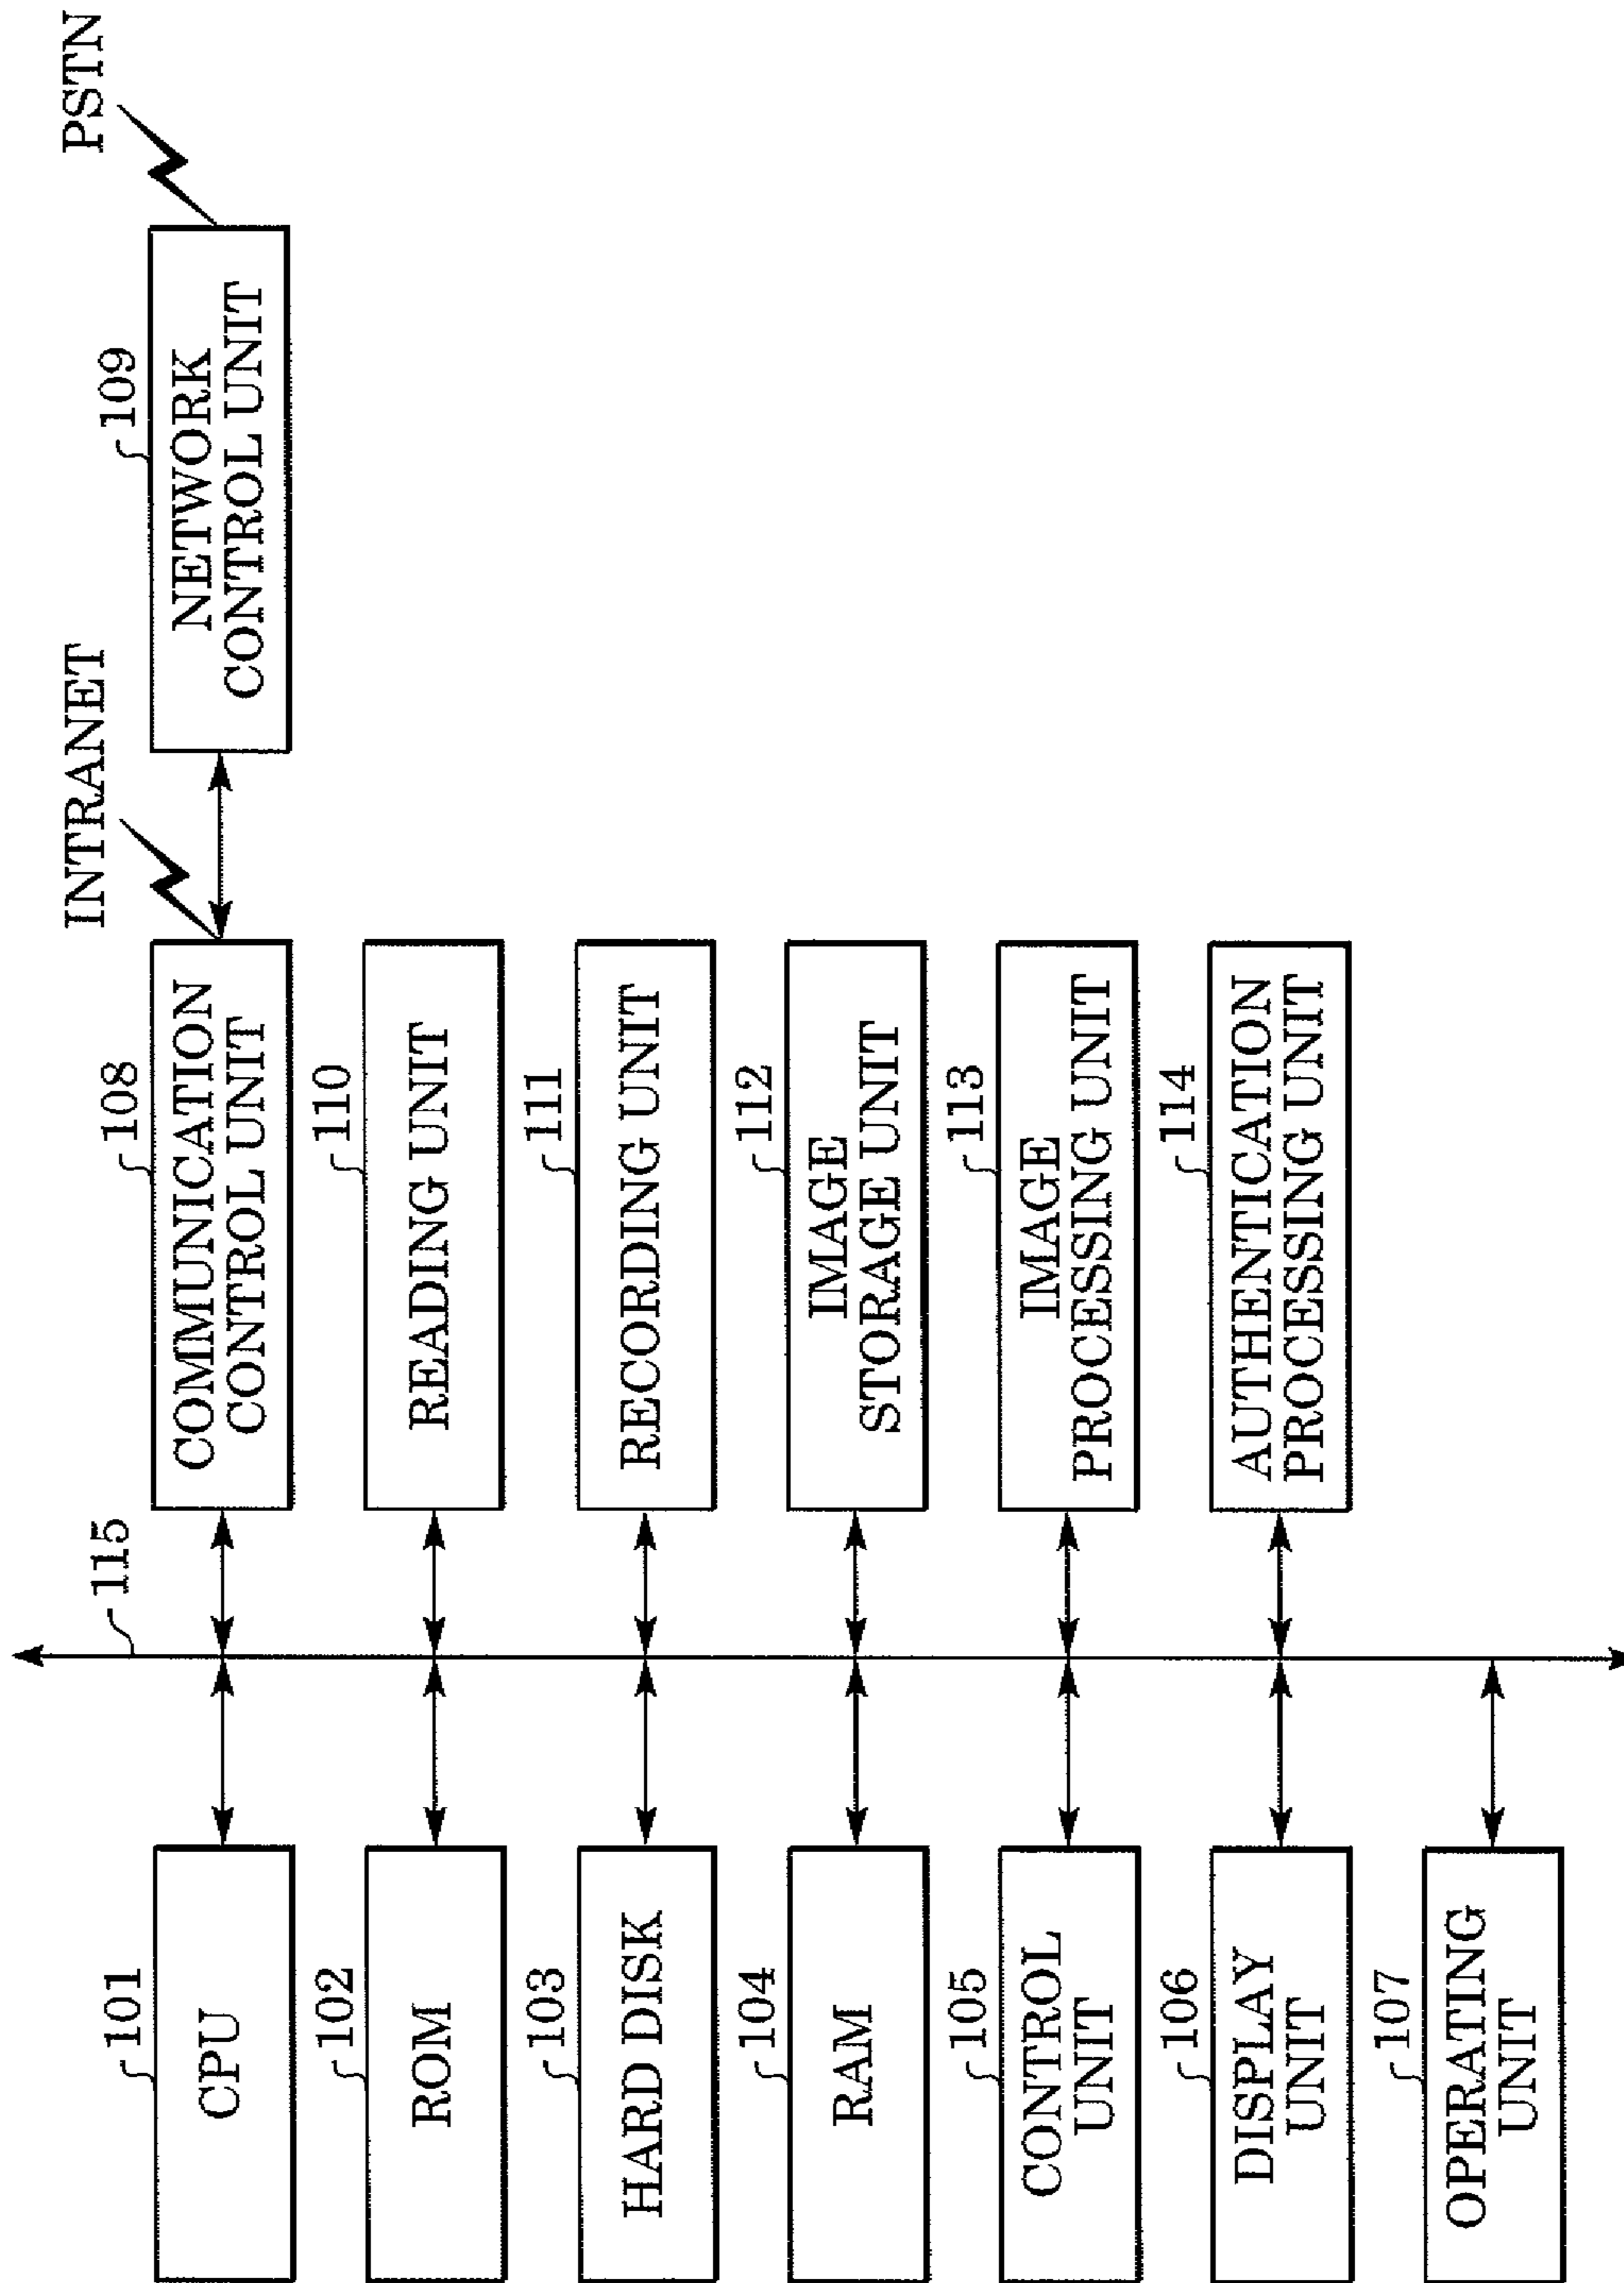 101
CPU
102
ROM
103
HARD DISK
104
RAM
105
CONTROL
UNIT
106
DISPLAY
UNIT
107
OPERATING
UNIT
115
108
COMMUNICATION
CONTROL UNIT
110
READING UNIT
111
RECORDING UNIT
112
IMAGE
STORAGE UNIT
113
IMAGE
PROCESSING UNIT
114
AUTHENTICATION
PROCESSING UNIT
INTRANET
109
NETWORK
CONTROL UNIT
PSTN